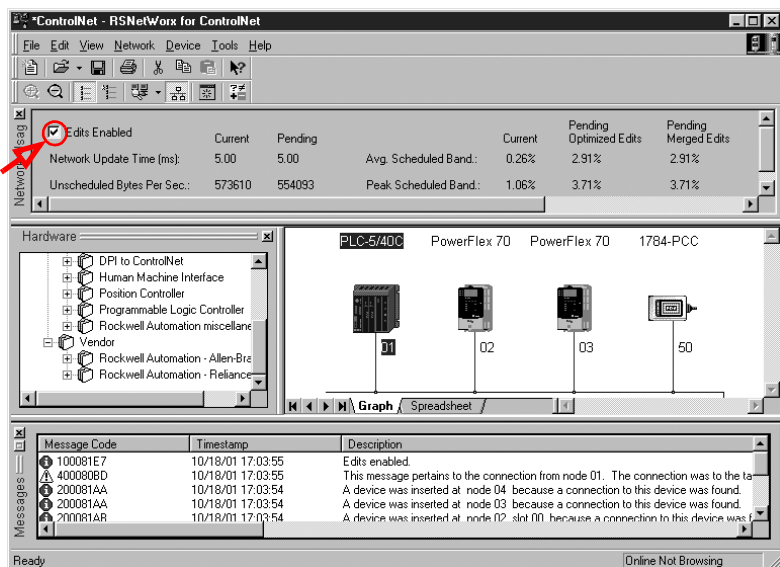 *ControlNet - RSNetWorx for ControlNet
File Edit View Network Device Tools Help
Edits Enabled
Current Pending Current Pending Optimized Edits Pending Merged Edits
Network Update Time (ms): 5.00 5.00 Avg. Scheduled Band.: 0.26% 2.91% 2.91%
Unscheduled Bytes Per Sec.: 573610 554093 Peak Scheduled Band.: 1.06% 3.71% 3.71%
Hardware
DPI to ControlNet
Human Machine Interface
Position Controller
Programmable Logic Controller
Rockwell Automation miscellane
Vendor
Rockwell Automation - Allen-Bra
Rockwell Automation - Reliance
PLC-5/40C PowerFlex 70 PowerFlex 70 1784-PCC
01 02 03 50
Graph Spreadsheet
Messages
Message Code Timestamp Description
100081E7 10/18/01 17:03:55 Edits enabled.
400080BD 10/18/01 17:03:55 This message pertains to the connection from node 01. The connection was to the ta
200081AA 10/18/01 17:03:54 A device was inserted at node 04 because a connection to this device was found.
200081AA 10/18/01 17:03:54 A device was inserted at node 03 because a connection to this device was found.
200081AB 10/18/01 17:03:54 A device was inserted at node 02, slot 00 because a connection to this device was f
Ready Online Not Browsing